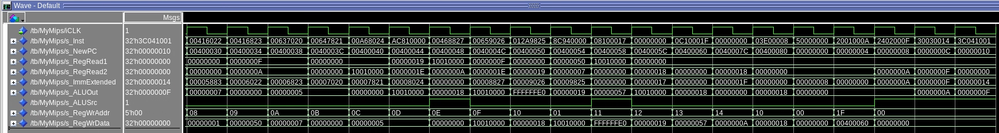 Wave - Default
Msgs
/tb/MyMips/iCLK 1
/tb/MyMips/s_Inst 32'h3C041001 00416022 00416823 00637020 00647821 00A68024 AC810000 00468827 00659026 012A9825 8C940000 08100017 00000000 0C10001F 00000000 03E00008 50000000 2001000A 2402000F 30030014 3C041001
/tb/MyMips/s_NewPC 32'h00000010 00400030 00400034 00400038 0040003C 00400040 00400044 00400048 0040004C 00400050 00400054 00400058 0040005C 00400060 0040007C 00400080 00000000 00000004 00000008 0000000C 00000010
/tb/MyMips/s_RegRead1 32'h00000000 00000000 0000000F 00000000 00000019 10010000 0000000F 00000000 00000050 10010000 00000000
/tb/MyMips/s_RegRead2 32'h00000000 00000000 0000000A 00000000 10010000 0000001E 0000000A 0000001E 00000019 00000007 00000000 00000018 00000000 00000018 00000000 0000000A 0000000F 00000000
/tb/MyMips/s_ImmExtended 32'h00000014 00005883 00006022 00006823 00007020 00007821 00008024 00000000 00008827 00009026 00009825 00000000 00000017 00000000 0000001F 00000000 00000008 00000000 0000000A 0000000F 00000014
/tb/MyMips/s_ALUOut 32'h0000000F 00000007 00000000 00000005 00000000 10010000 00000018 10010000 FFFFFFE0 00000019 00000057 10010000 00000018 00000000 00000018 00000000 0000000A 0000000F
/tb/MyMips/s_ALUSrc 1
/tb/MyMips/s_RegWrAddr 5'h00 08 09 0A 0B 0C 0D 0E 0F 10 01 11 12 13 14 10 00 1F 00
/tb/MyMips/s_RegWrData 32'h00000000 00000001 00000050 00000007 00000000 00000005 00000000 10010000 00000018 10010000 FFFFFFE0 00000019 00000057 0000000A 00000018 00000000 00400060 00000000